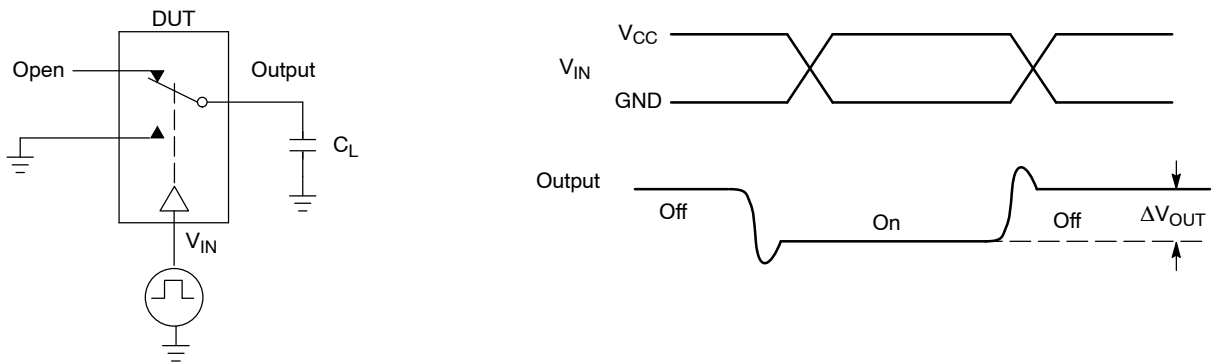 DUT
Open
Output
C_L
V_IN
V_CC
V_IN
GND
Output
Off
On
Off
ΔV_OUT